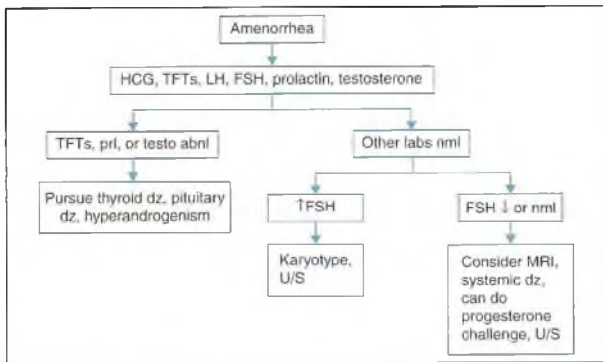 Amenorrhea
HCG, TFTs, LH, FSH, prolactin, testosterone
TFTs, prl, or testo abnl
Other labs nml
Pursue thyroid dz, pituitary
dz, hyperandrogenism
↑FSH
FSH ↓ or nml
Karyotype,
U/S
Consider MRI,
systemic dz,
can do
progesterone
challenge, U/S